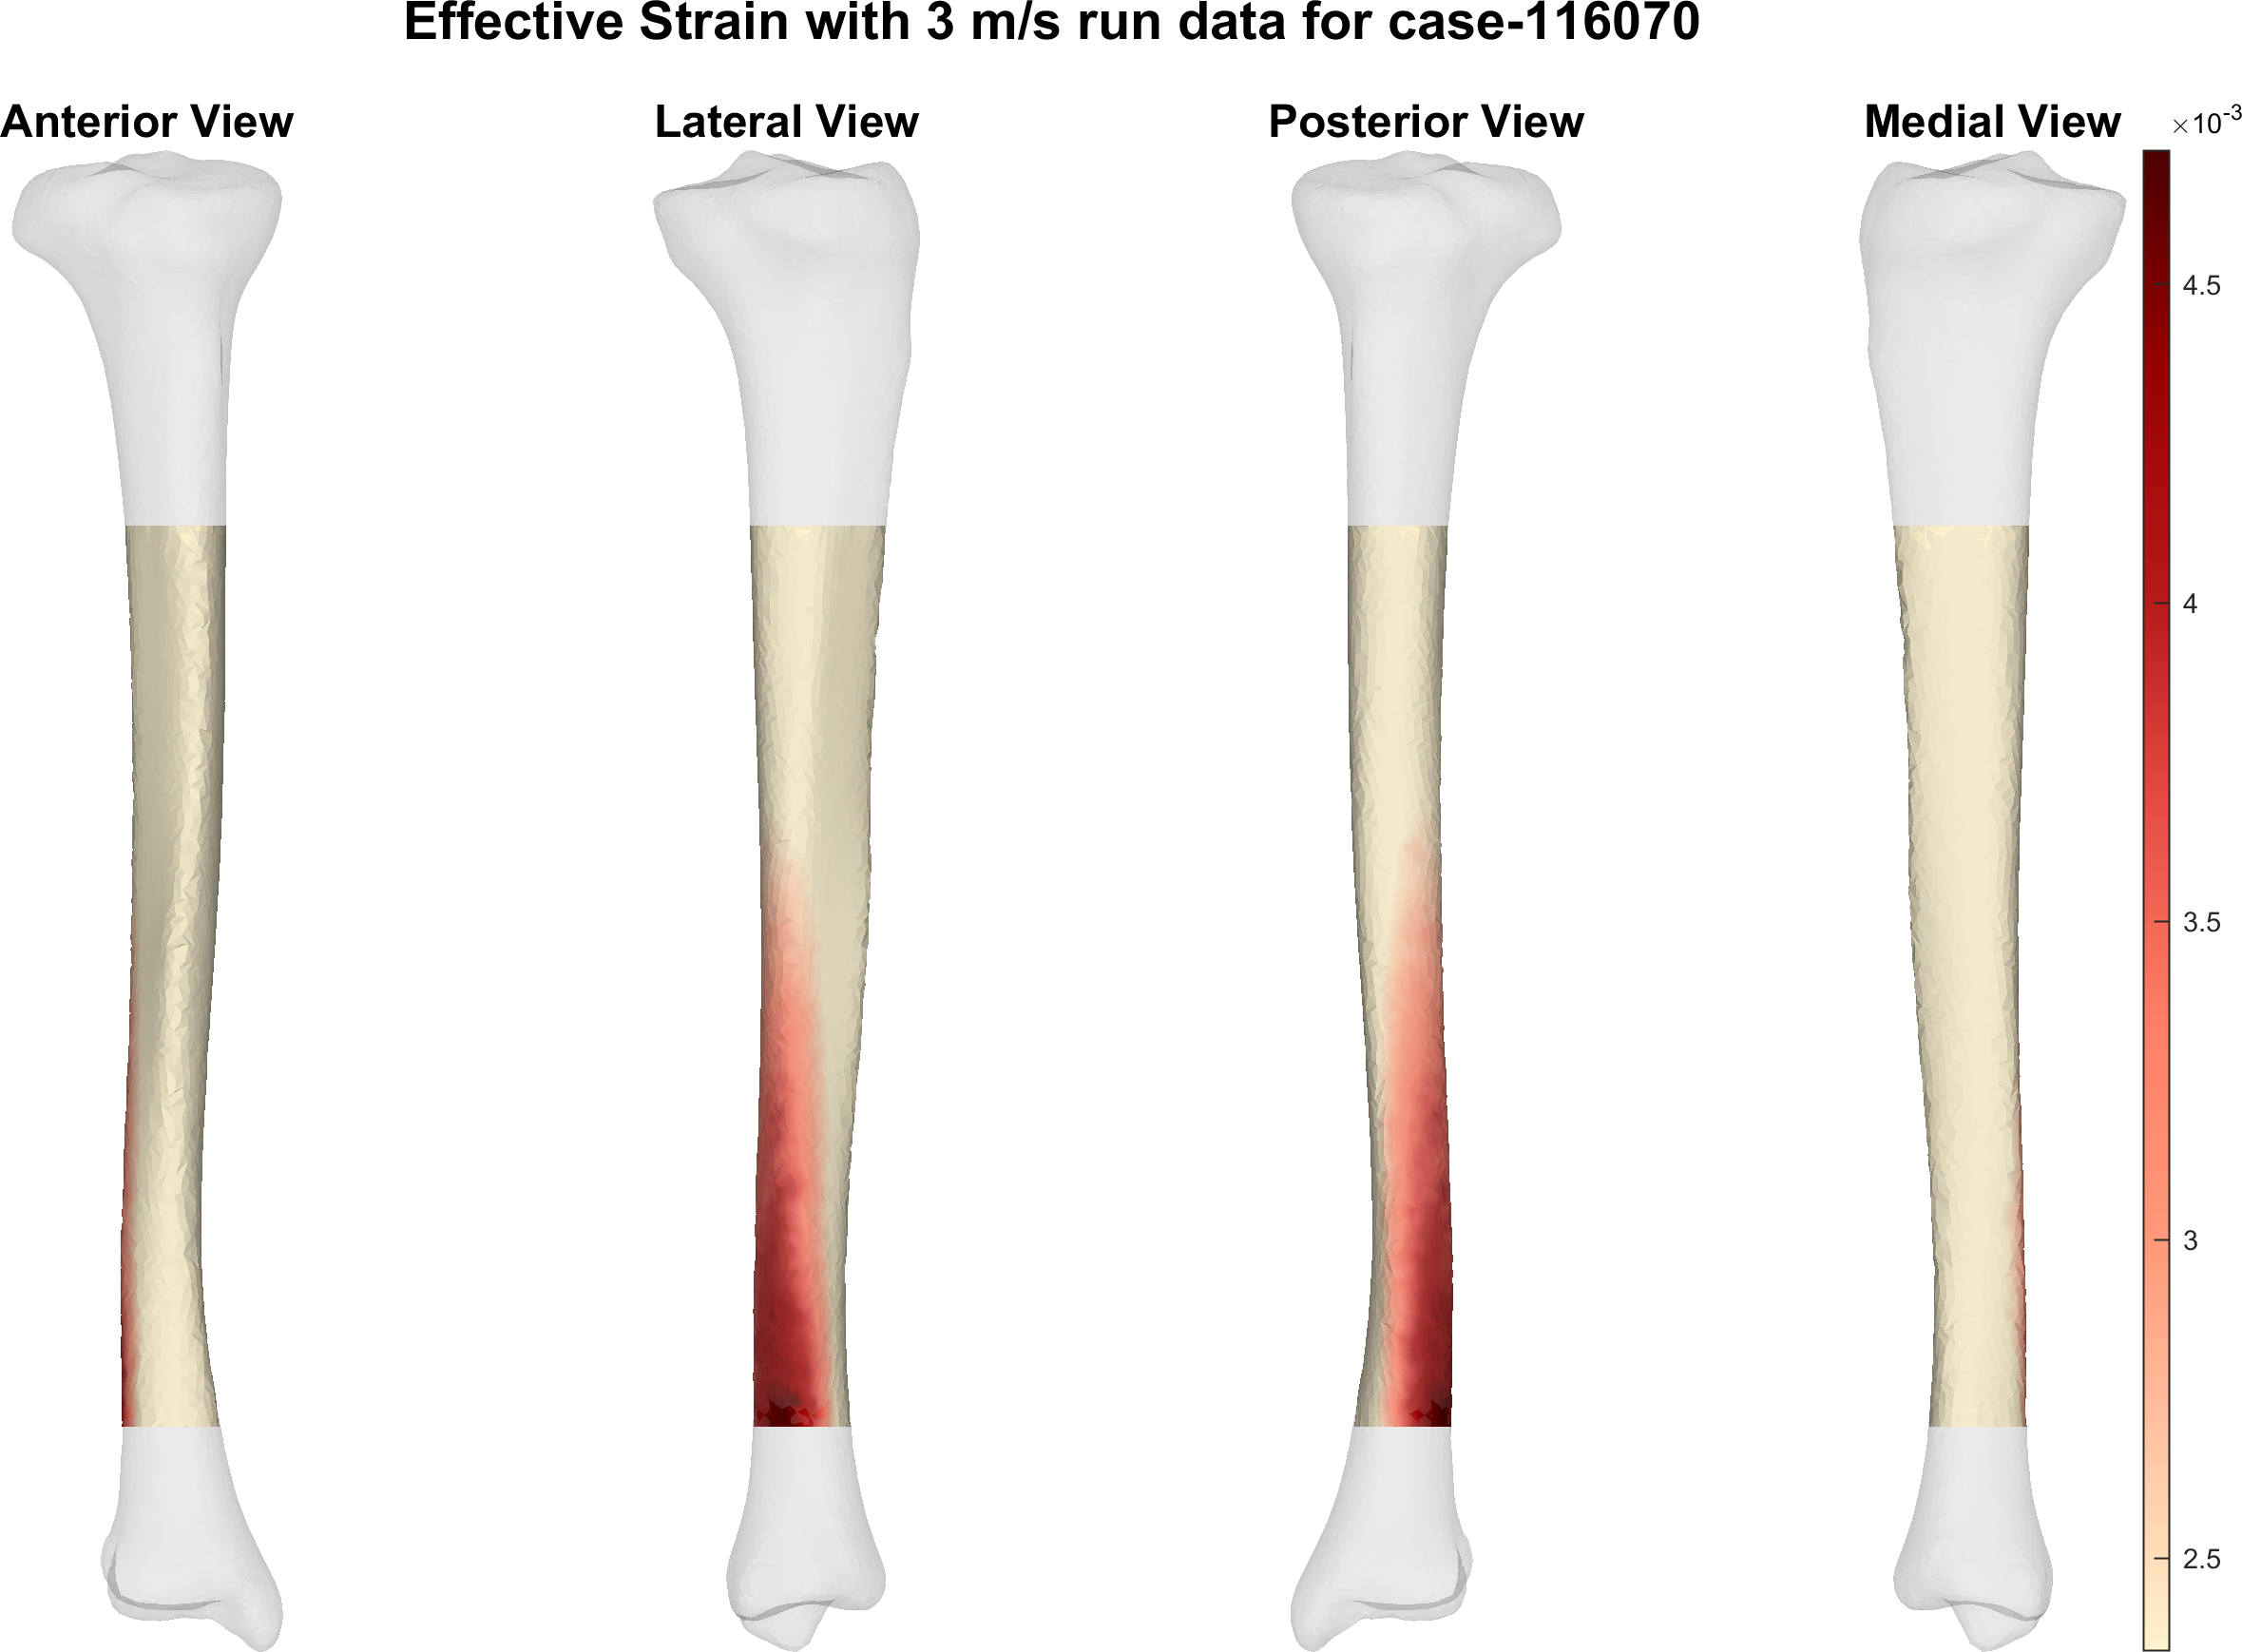 Effective Strain with 3 m/s run data for case-116070
Anterior View
Lateral View
Posterior View
Medial View
×10-3
4.5
4
3.5
3
2.5